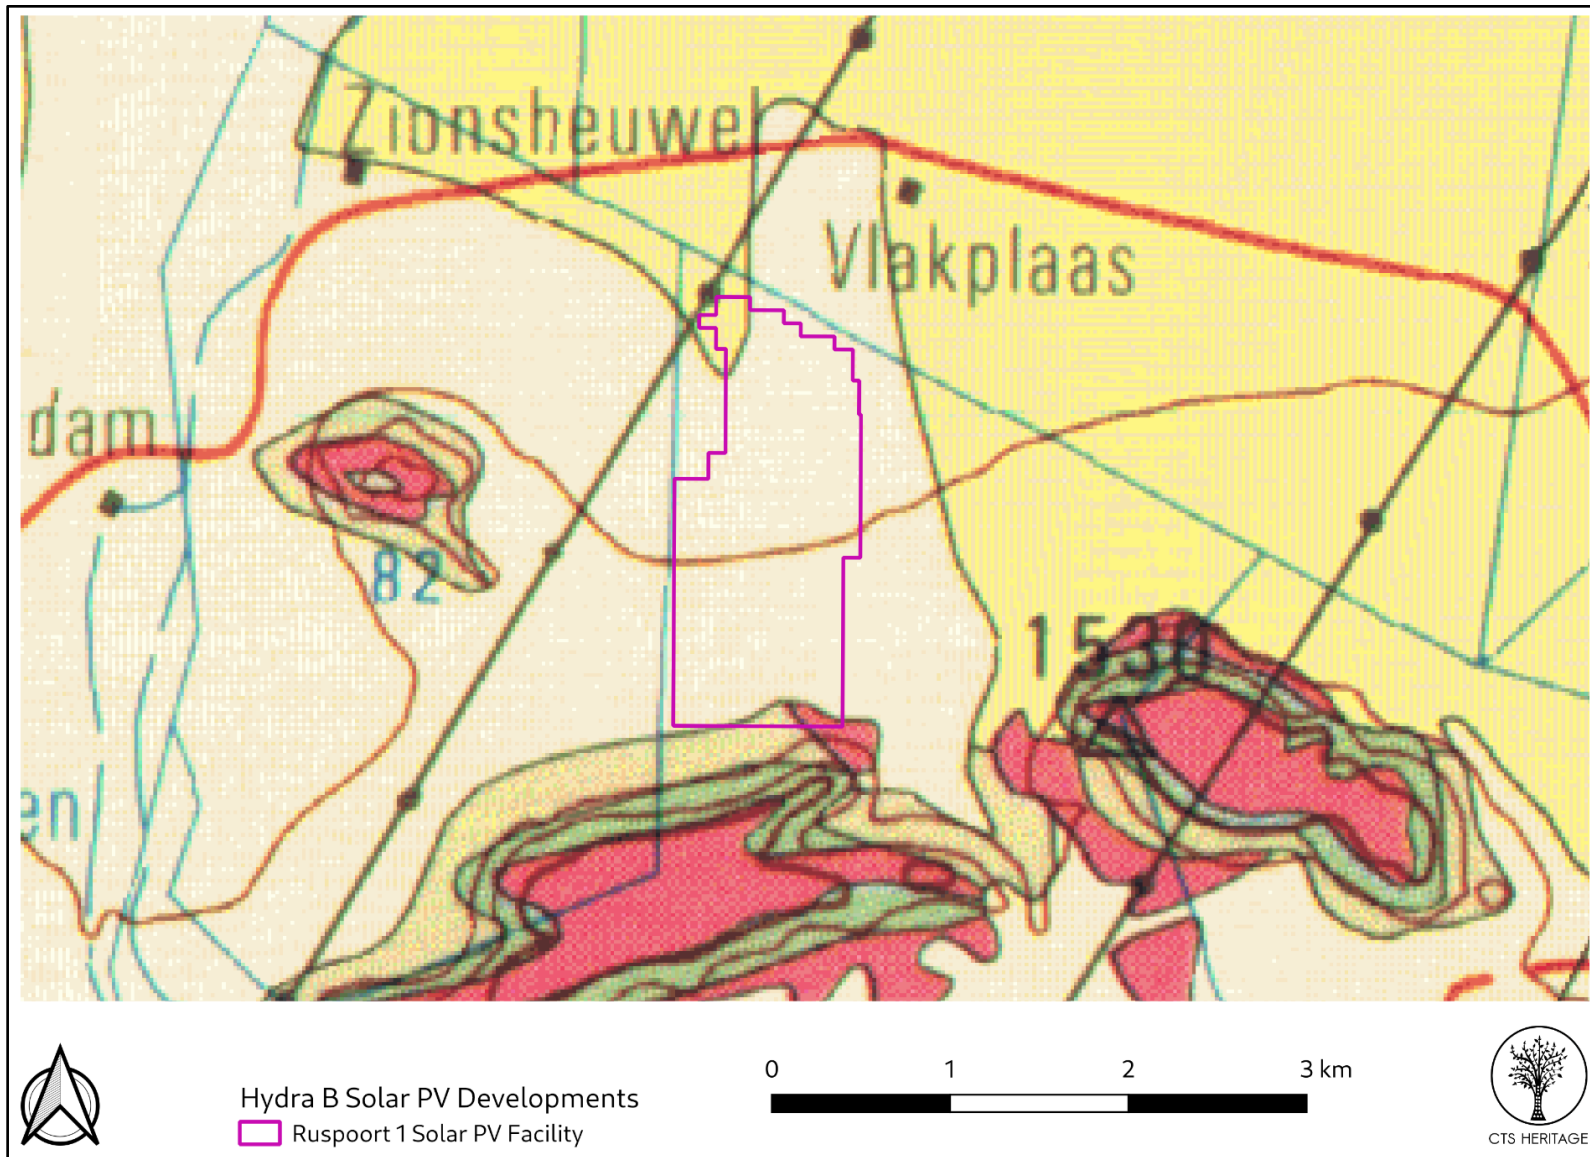 Zionsheuwel
Vlakplaas
dam
82
en
0 1 2 3 km
Hydra B Solar PV Developments
Ruspoort 1 Solar PV Facility
CTS HERITAGE